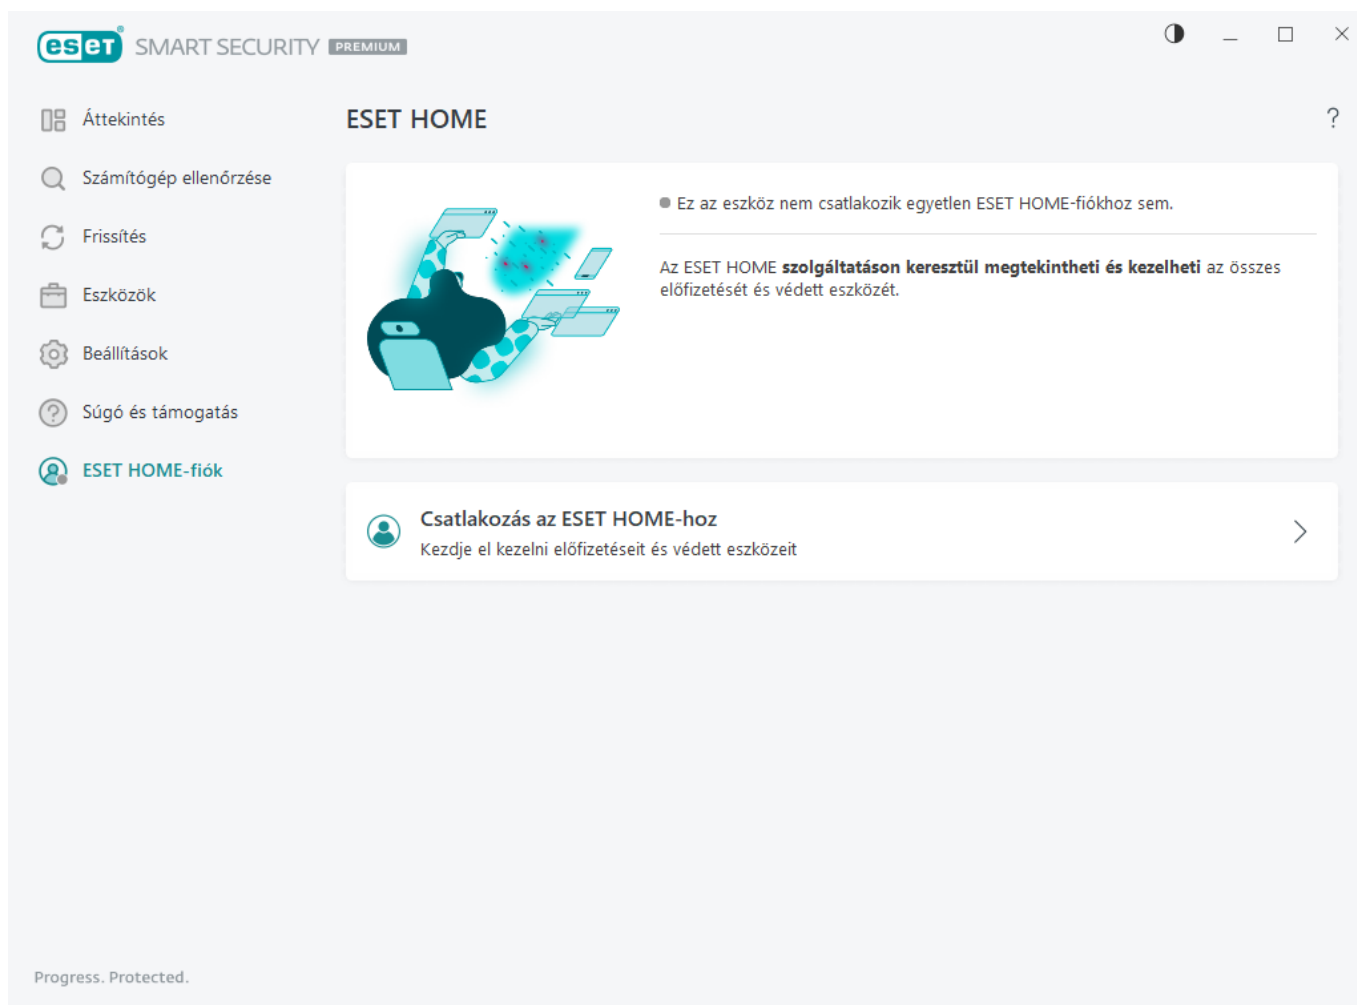 eset® SMART SECURITY PREMIUM
Áttekintés
Számítógép ellenőrzése
Frissítés
Eszközök
Beállítások
Súgó és támogatás
ESET HOME-fiók
ESET HOME
?
Ez az eszköz nem csatlakozik egyetlen ESET HOME-fiókhoz sem.
Az ESET HOME szolgáltatáson keresztül megtekintheti és kezelheti az összes
előfizetését és védett eszközét.
Csatlakozás az ESET HOME-hoz
Kezdje el kezelni előfizetéseit és védett eszközeit
Progress. Protected.